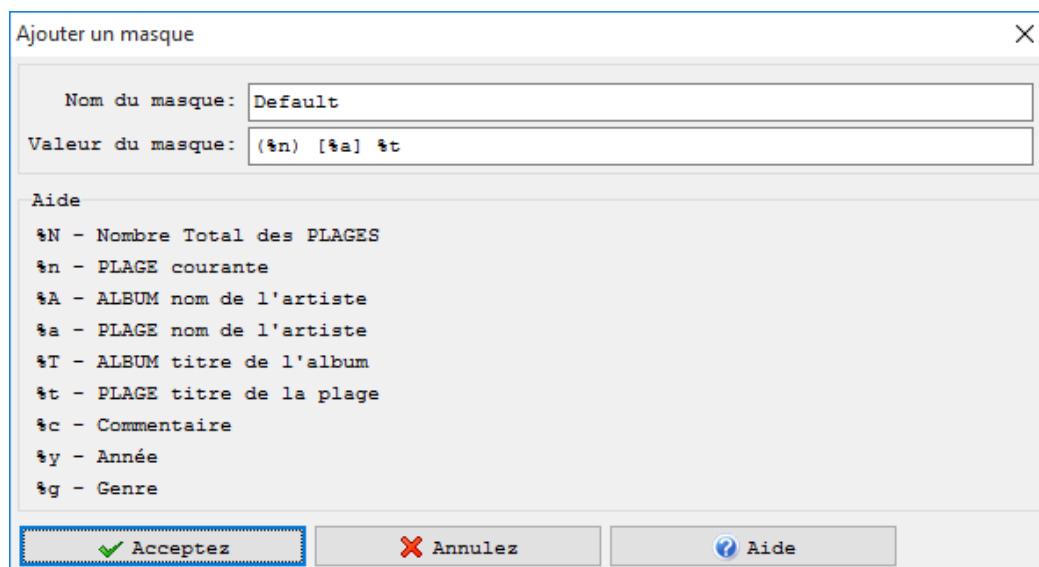 Ajouter un masque
Nom du masque: Default
Valeur du masque: (%n) [%a] %t
Aide
%N - Nombre Total des PLAGES
%n - PLAGE courante
%A - ALBUM nom de l'artiste
%a - PLAGE nom de l'artiste
%T - ALBUM titre de l'album
%t - PLAGE titre de la plage
%c - Commentaire
%y - Année
%g - Genre
Acceptez Annulez Aide